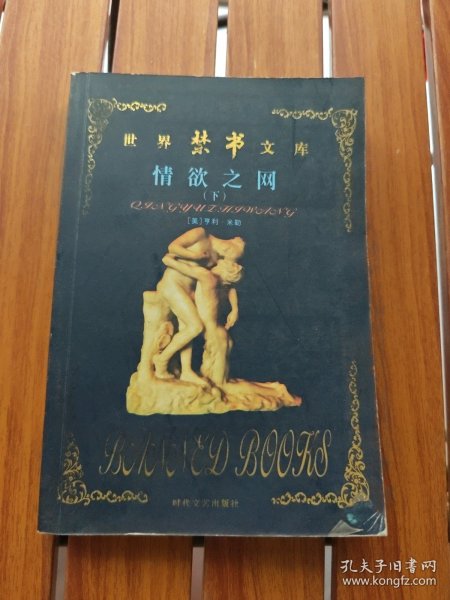 世界禁书文库
情欲之网
(下)
QINGYUZHIWANG
[美]亨利·米勒
BANNED BOOKS
时代文艺出版社
孔夫子旧书网
www.kongfz.com